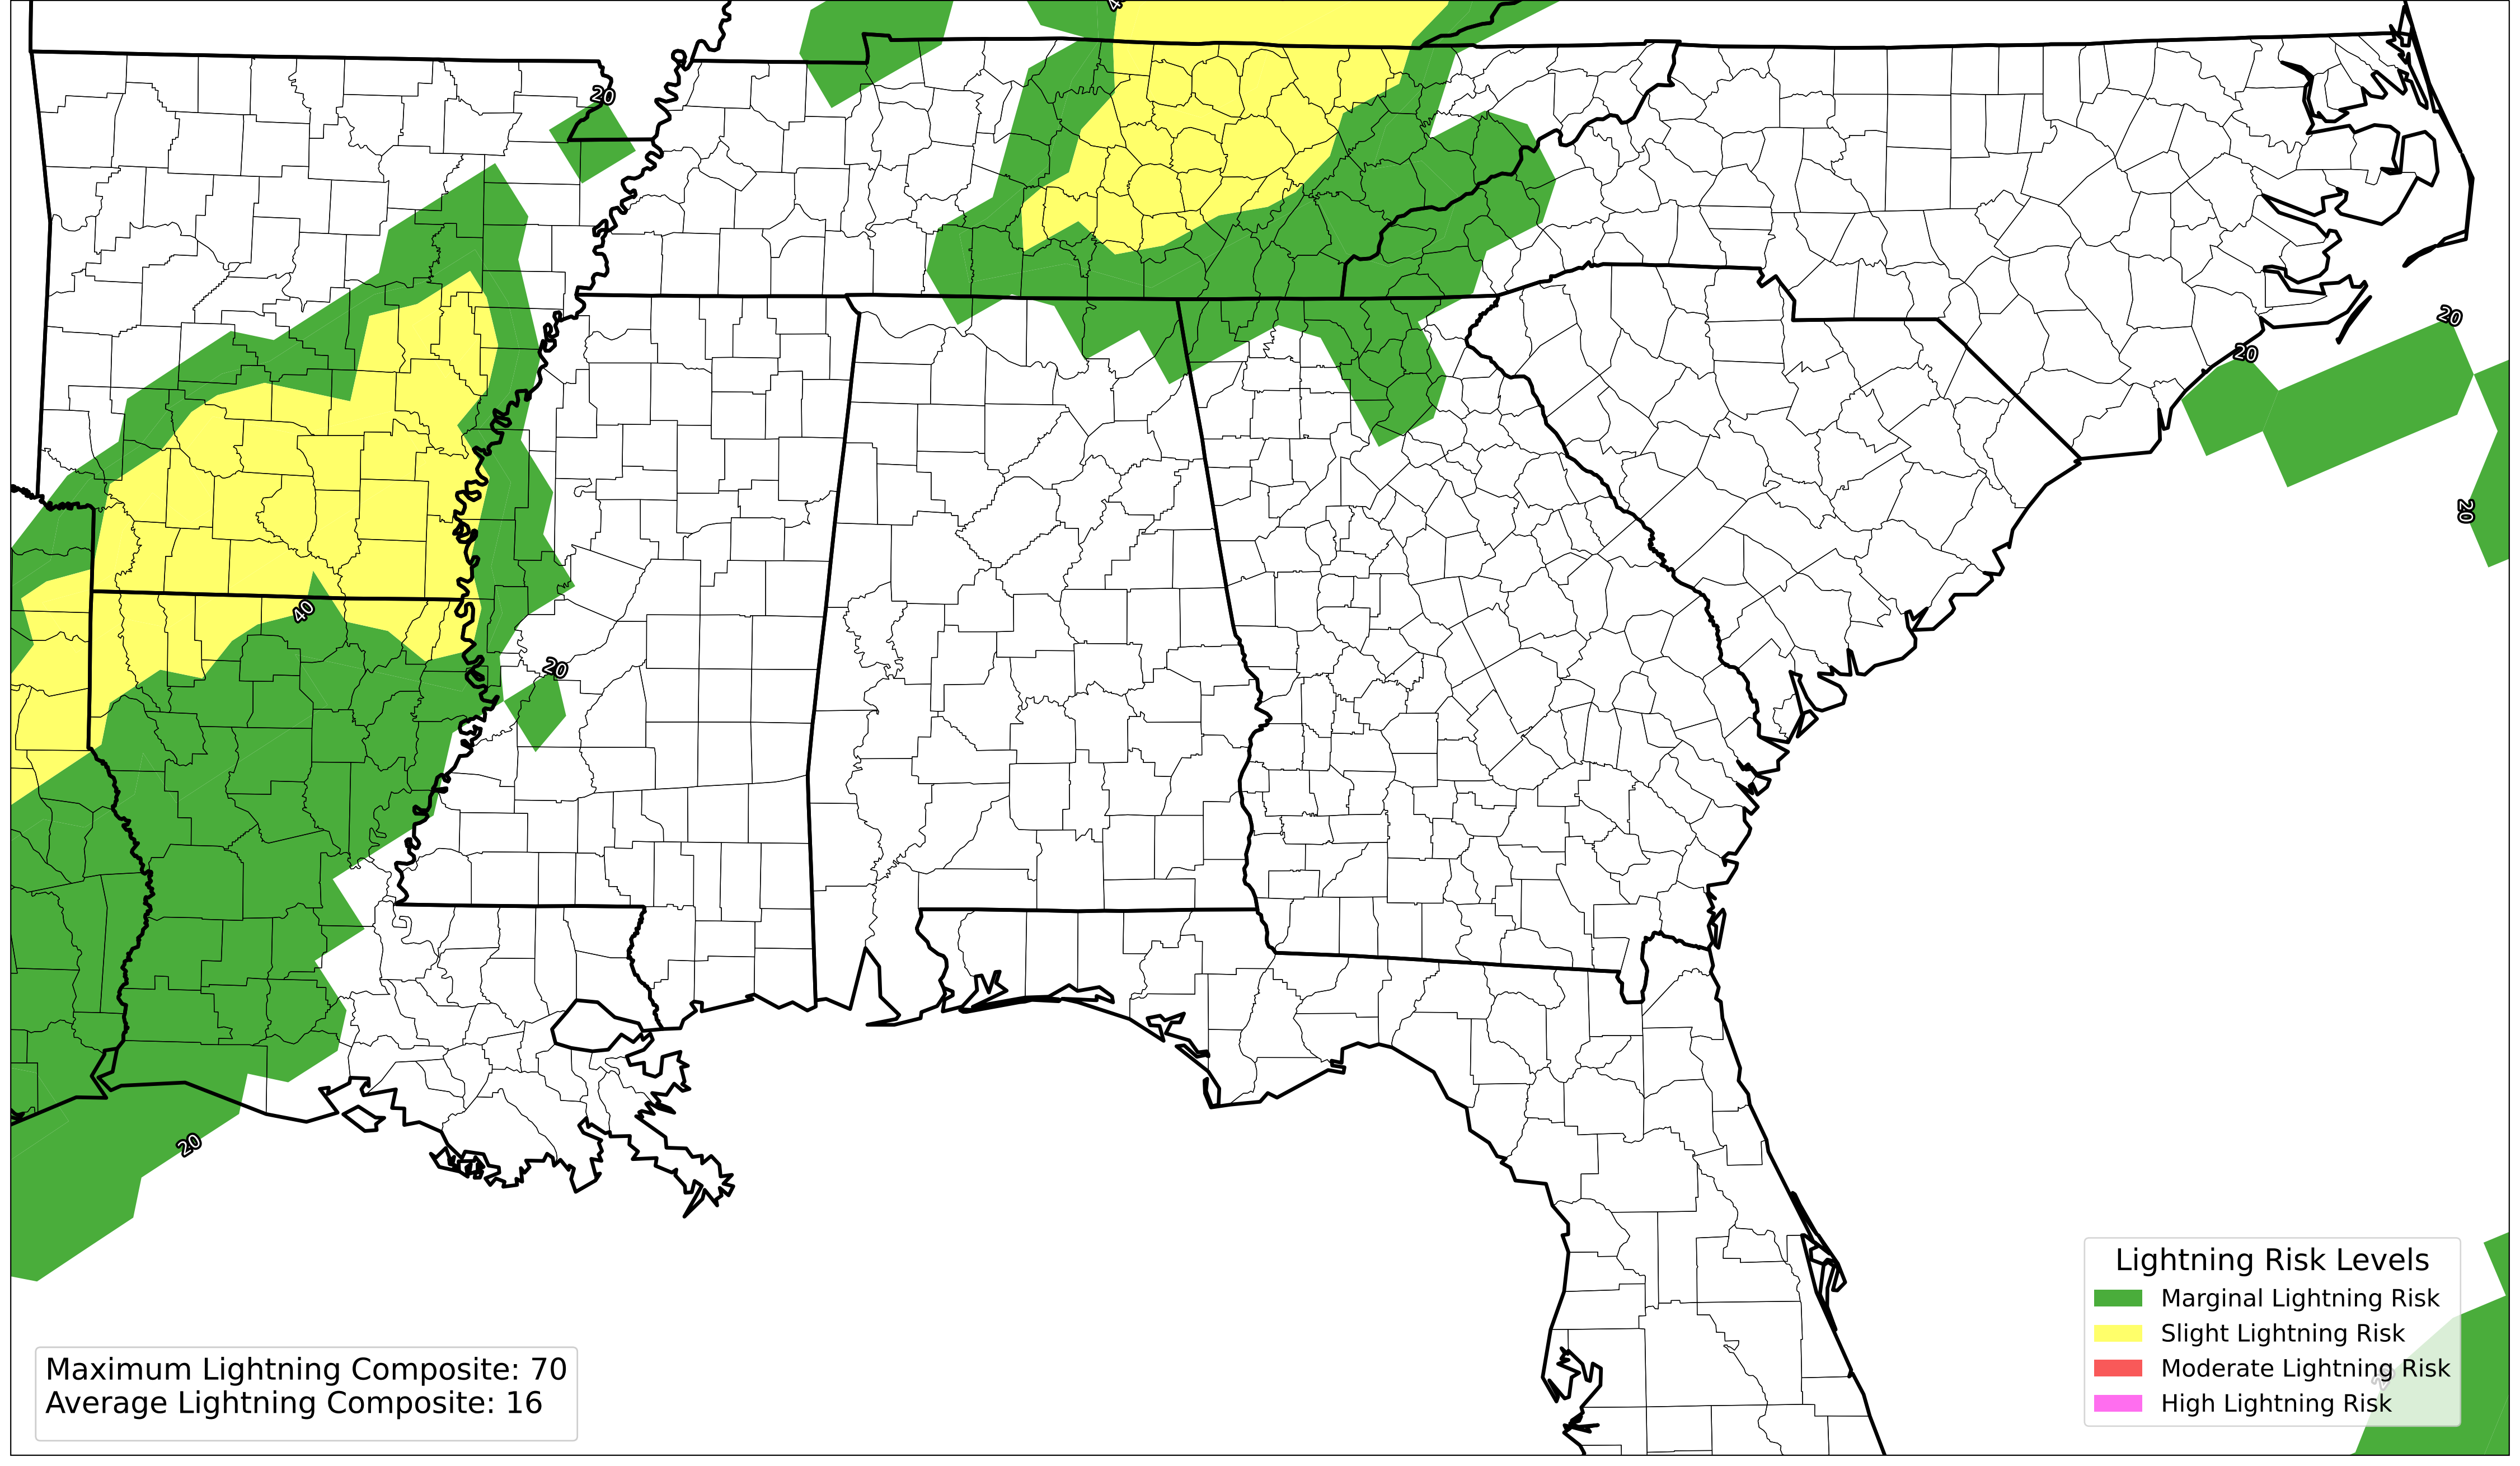 20
20
20
20
40
20
20
Lightning Risk Levels
Marginal Lightning Risk
Slight Lightning Risk
Moderate Lightning Risk
High Lightning Risk
Maximum Lightning Composite: 70
Average Lightning Composite: 16